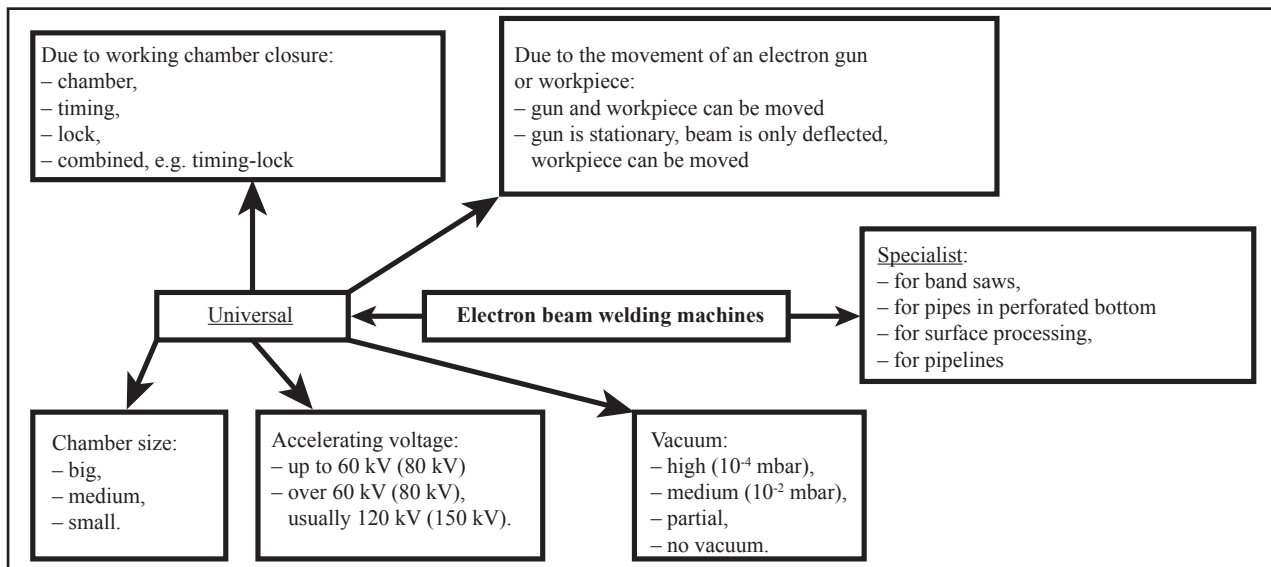 Due to working chamber closure:
– chamber,
– timing,
– lock,
– combined, e.g. timing-lock
Due to the movement of an electron gun
or workpiece:
– gun and workpiece can be moved
– gun is stationary, beam is only deflected,
workpiece can be moved
Specialist:
– for band saws,
– for pipes in perforated bottom
– for surface processing,
– for pipelines
Universal
Electron beam welding machines
Chamber size:
– big,
– medium,
– small.
Accelerating voltage:
– up to 60 kV (80 kV)
– over 60 kV (80 kV),
usually 120 kV (150 kV).
Vacuum:
– high (10⁻⁴ mbar),
– medium (10⁻² mbar),
– partial,
– no vacuum.